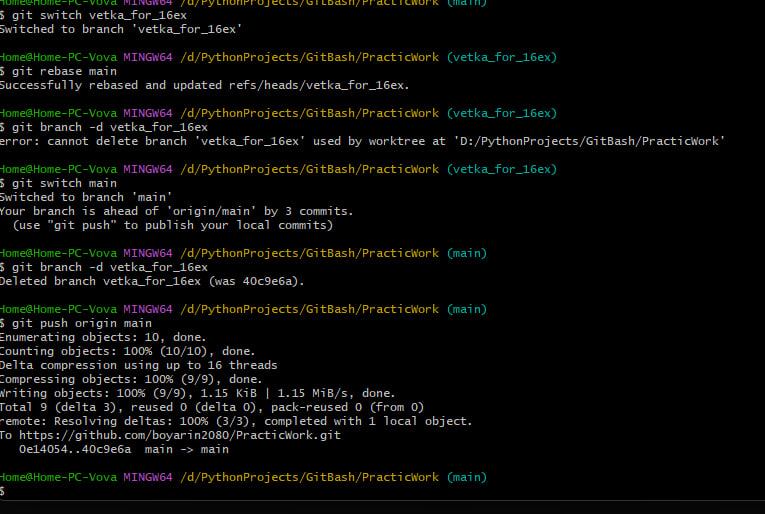 Home@Home-PC-Vova MINGW64 /d/PythonProjects/GitBash/PracticWork (main)
$ git switch vetka_for_16ex
Switched to branch 'vetka_for_16ex'
Home@Home-PC-Vova MINGW64 /d/PythonProjects/GitBash/PracticWork (vetka_for_16ex)
$ git rebase main
Successfully rebased and updated refs/heads/vetka_for_16ex.
Home@Home-PC-Vova MINGW64 /d/PythonProjects/GitBash/PracticWork (vetka_for_16ex)
$ git branch -d vetka_for_16ex
error: cannot delete branch 'vetka_for_16ex' used by worktree at 'D:/PythonProjects/GitBash/PracticWork'
Home@Home-PC-Vova MINGW64 /d/PythonProjects/GitBash/PracticWork (vetka_for_16ex)
$ git switch main
Switched to branch 'main'
Your branch is ahead of 'origin/main' by 3 commits.
  (use "git push" to publish your local commits)
Home@Home-PC-Vova MINGW64 /d/PythonProjects/GitBash/PracticWork (main)
$ git branch -d vetka_for_16ex
Deleted branch vetka_for_16ex (was 40c9e6a).
Home@Home-PC-Vova MINGW64 /d/PythonProjects/GitBash/PracticWork (main)
$ git push origin main
Enumerating objects: 10, done.
Counting objects: 100% (10/10), done.
Delta compression using up to 16 threads
Compressing objects: 100% (9/9), done.
Writing objects: 100% (9/9), 1.15 KiB | 1.15 MiB/s, done.
Total 9 (delta 3), reused 0 (delta 0), pack-reused 0 (from 0)
remote: Resolving deltas: 100% (3/3), completed with 1 local object.
To https://github.com/boyarin2080/PracticWork.git
   0e14054..40c9e6a  main -> main
Home@Home-PC-Vova MINGW64 /d/PythonProjects/GitBash/PracticWork (main)
$